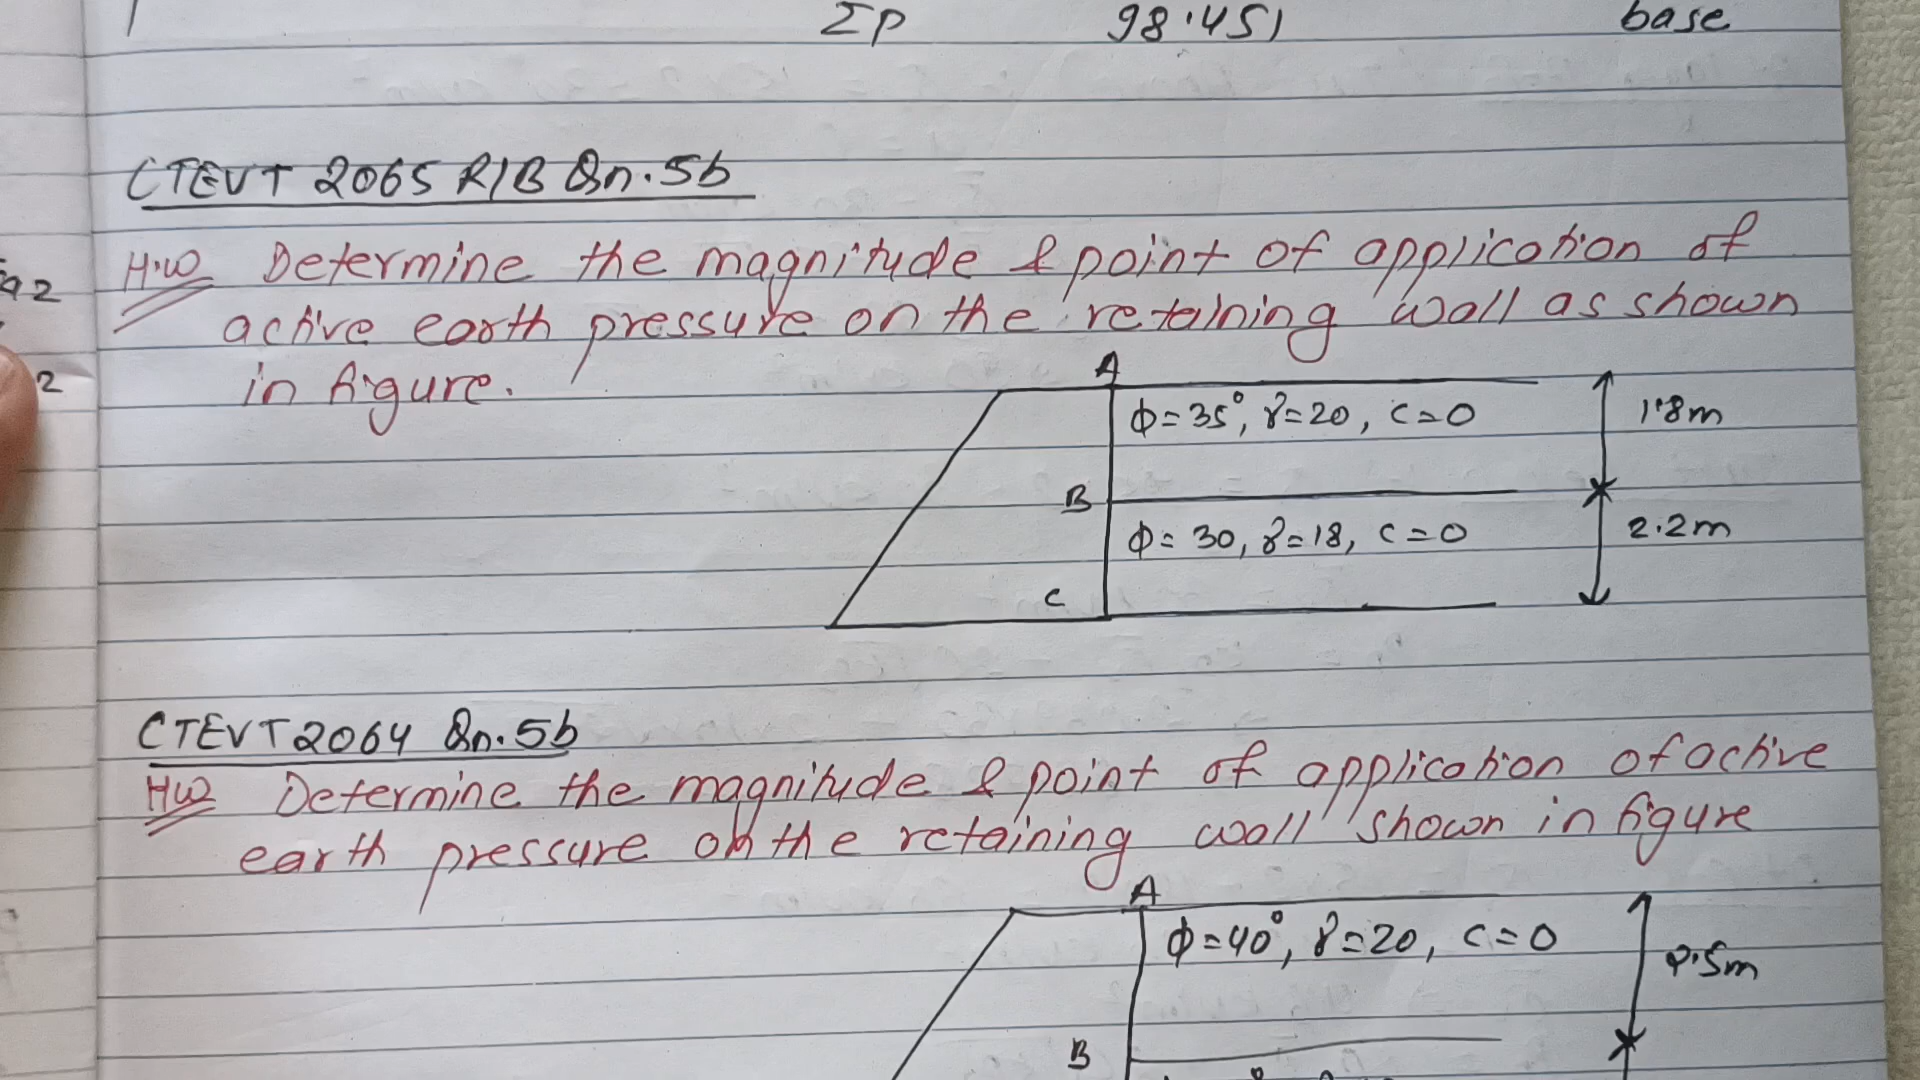 ΣP 98.451 base
CTEVT 2065 R/B Qn.5b
H.W Determine the magnitude & point of application of
92
active earth pressure on the retaining wall as shown
2
in figure.
A
ϕ=35°, γ=20, c=0 1.8m
B
ϕ= 30, γ=18, c=0 2.2m
C
CTEVT 2064 Qn.5b
HW Determine the magnitude & point of application of active
earth pressure on the retaining wall shown in figure
A
ϕ=40°, γ=20, c=0
B